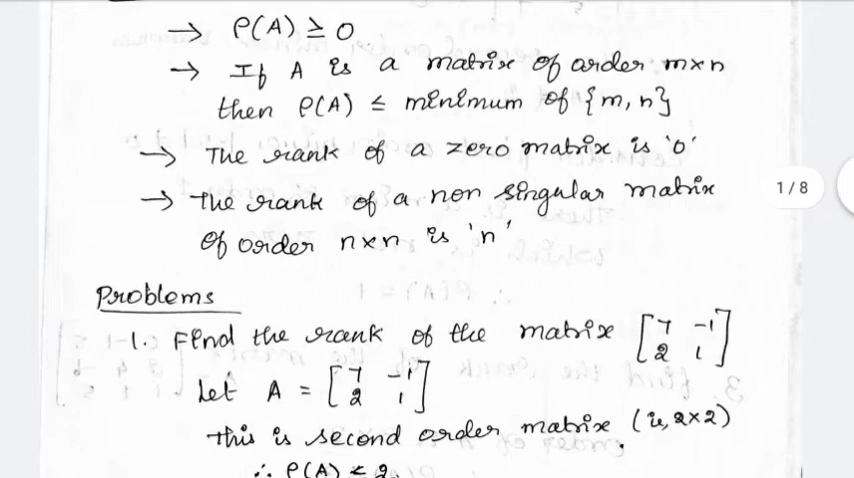 → ρ(A) ≥ 0
→ If A is a matrix of order m×n
then ρ(A) ≤ minimum of {m, n}
→ The rank of a zero matrix is '0'
→ The rank of a non singular matrix
of order n×n is 'n'
1 / 8
Problems
1. Find the rank of the matrix [7 -1
2 1]
Let A = [7 -1
2 1]
This is second order matrix (ie, 2×2)
∴ ρ(A) ≤ 2.